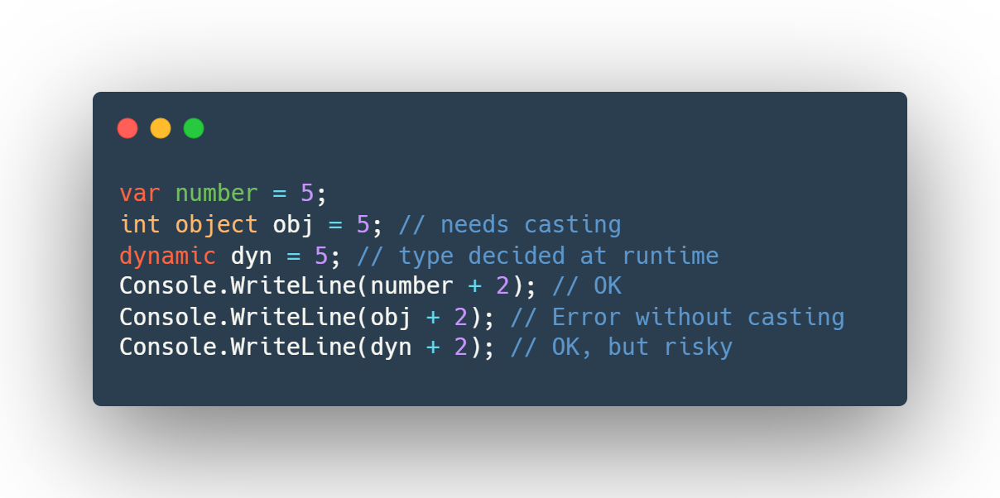 var number = 5;
int object obj = 5; // needs casting
dynamic dyn = 5; // type decided at runtime
Console.WriteLine(number + 2); // OK
Console.WriteLine(obj + 2); // Error without casting
Console.WriteLine(dyn + 2); // OK, but risky